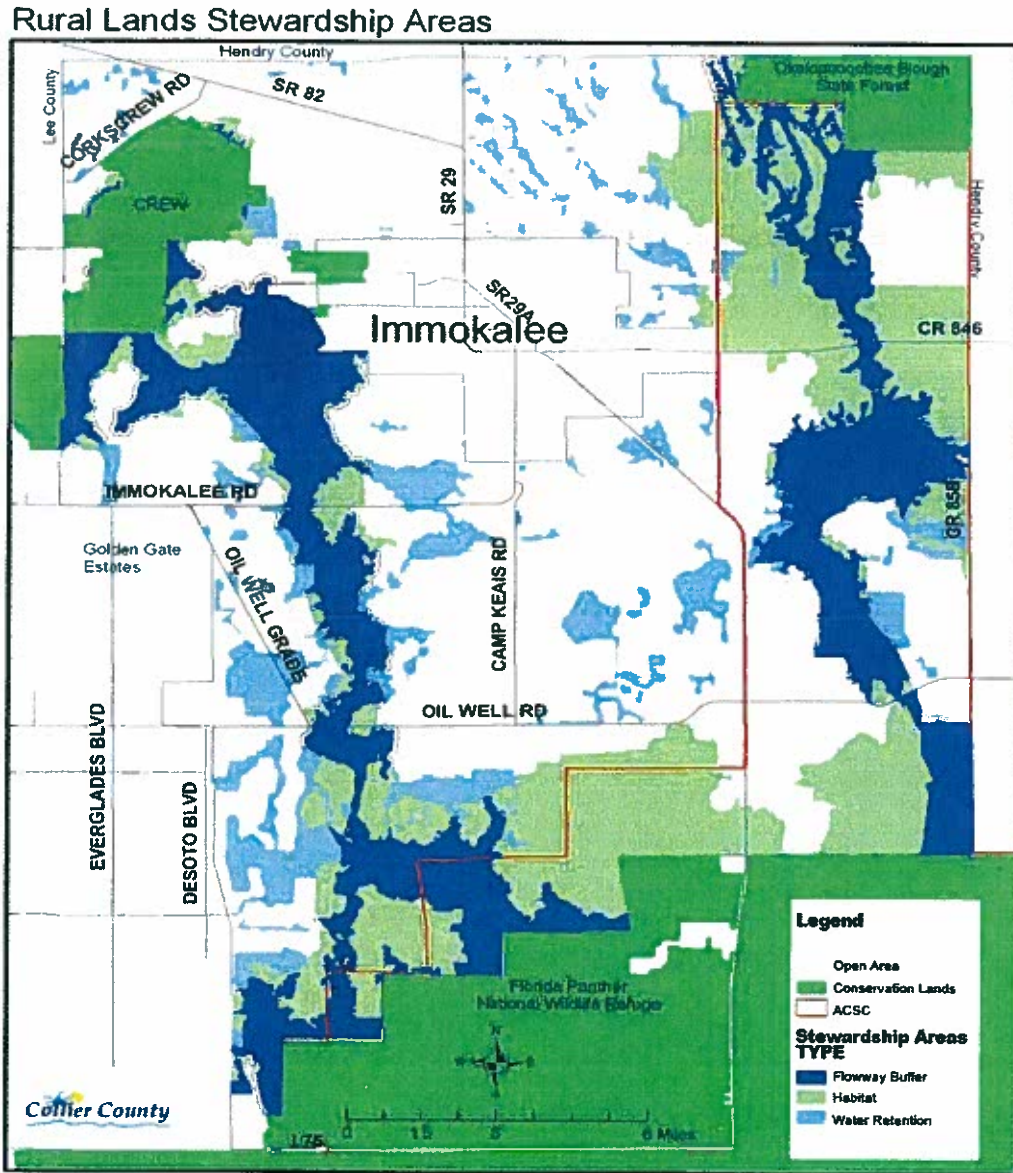 Rural Lands Stewardship Areas
Hendry County
Okaloacoochee Slough
State Forest
Lee County
CORKSCREW RD
SR 82
SR 29
CREW
Hendry County
SR29A
Immokalee
CR 846
IMMOKALEE RD
CR 858
Golden Gate
Estates
OIL WELL GRADE
CAMP KEAIS RD
OIL WELL RD
EVERGLADES BLVD
DESOTO BLVD
Legend
Open Area
Conservation Lands
ACSC
Stewardship Areas
TYPE
Flowway Buffer
Habitat
Water Retention
Florida Panther
National Wildlife Refuge
N
Collier County
I 75
0 1.5 6 Miles